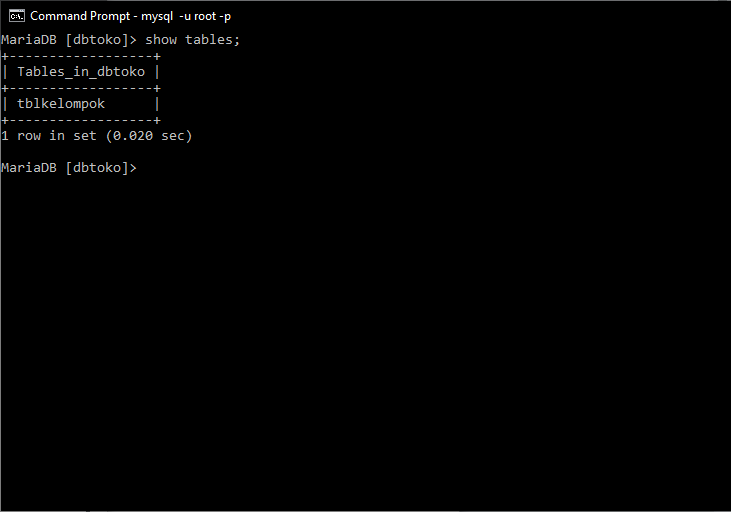 Command Prompt - mysql  -u root -p
MariaDB [dbtoko]> show tables;
+------------------+
| Tables_in_dbtoko |
+------------------+
| tblkelompok      |
+------------------+
1 row in set (0.020 sec)
MariaDB [dbtoko]>